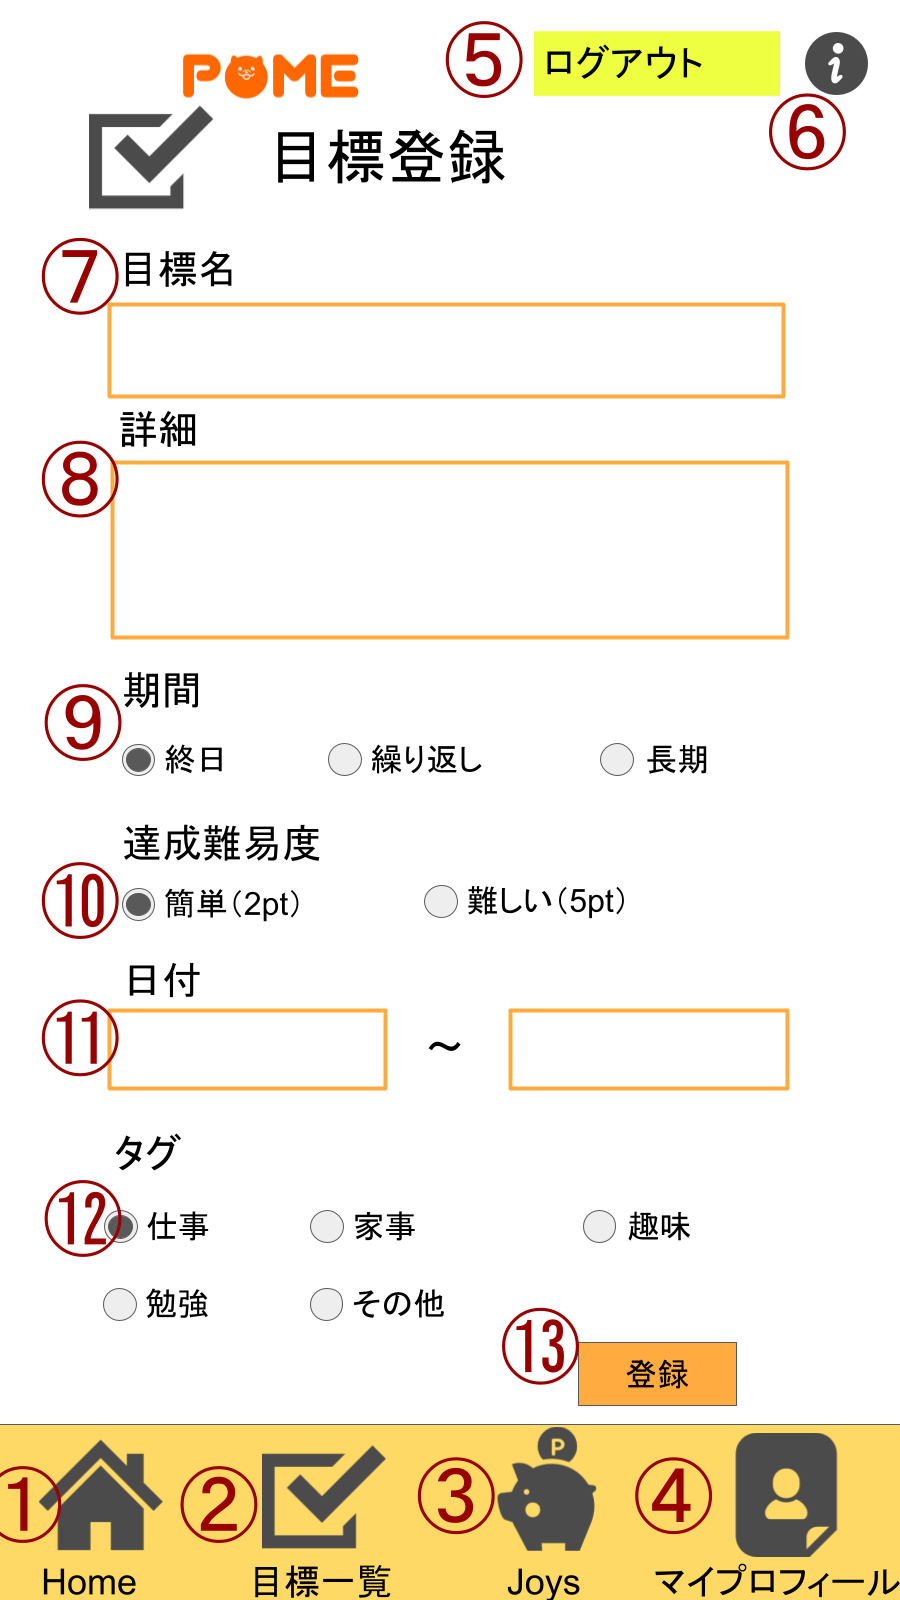 ⑤ ログアウト
POME
⑥
目標登録
⑦ 目標名
詳細
⑧
期間
⑨
終日 繰り返し 長期
達成難易度
⑩ 簡単（2pt） 難しい（5pt）
日付
⑪ ～
タグ
⑫ 仕事 家事 趣味
勉強 その他
⑬ 登録
P
① ② ③ ④
Home 目標一覧 Joys マイプロフィール